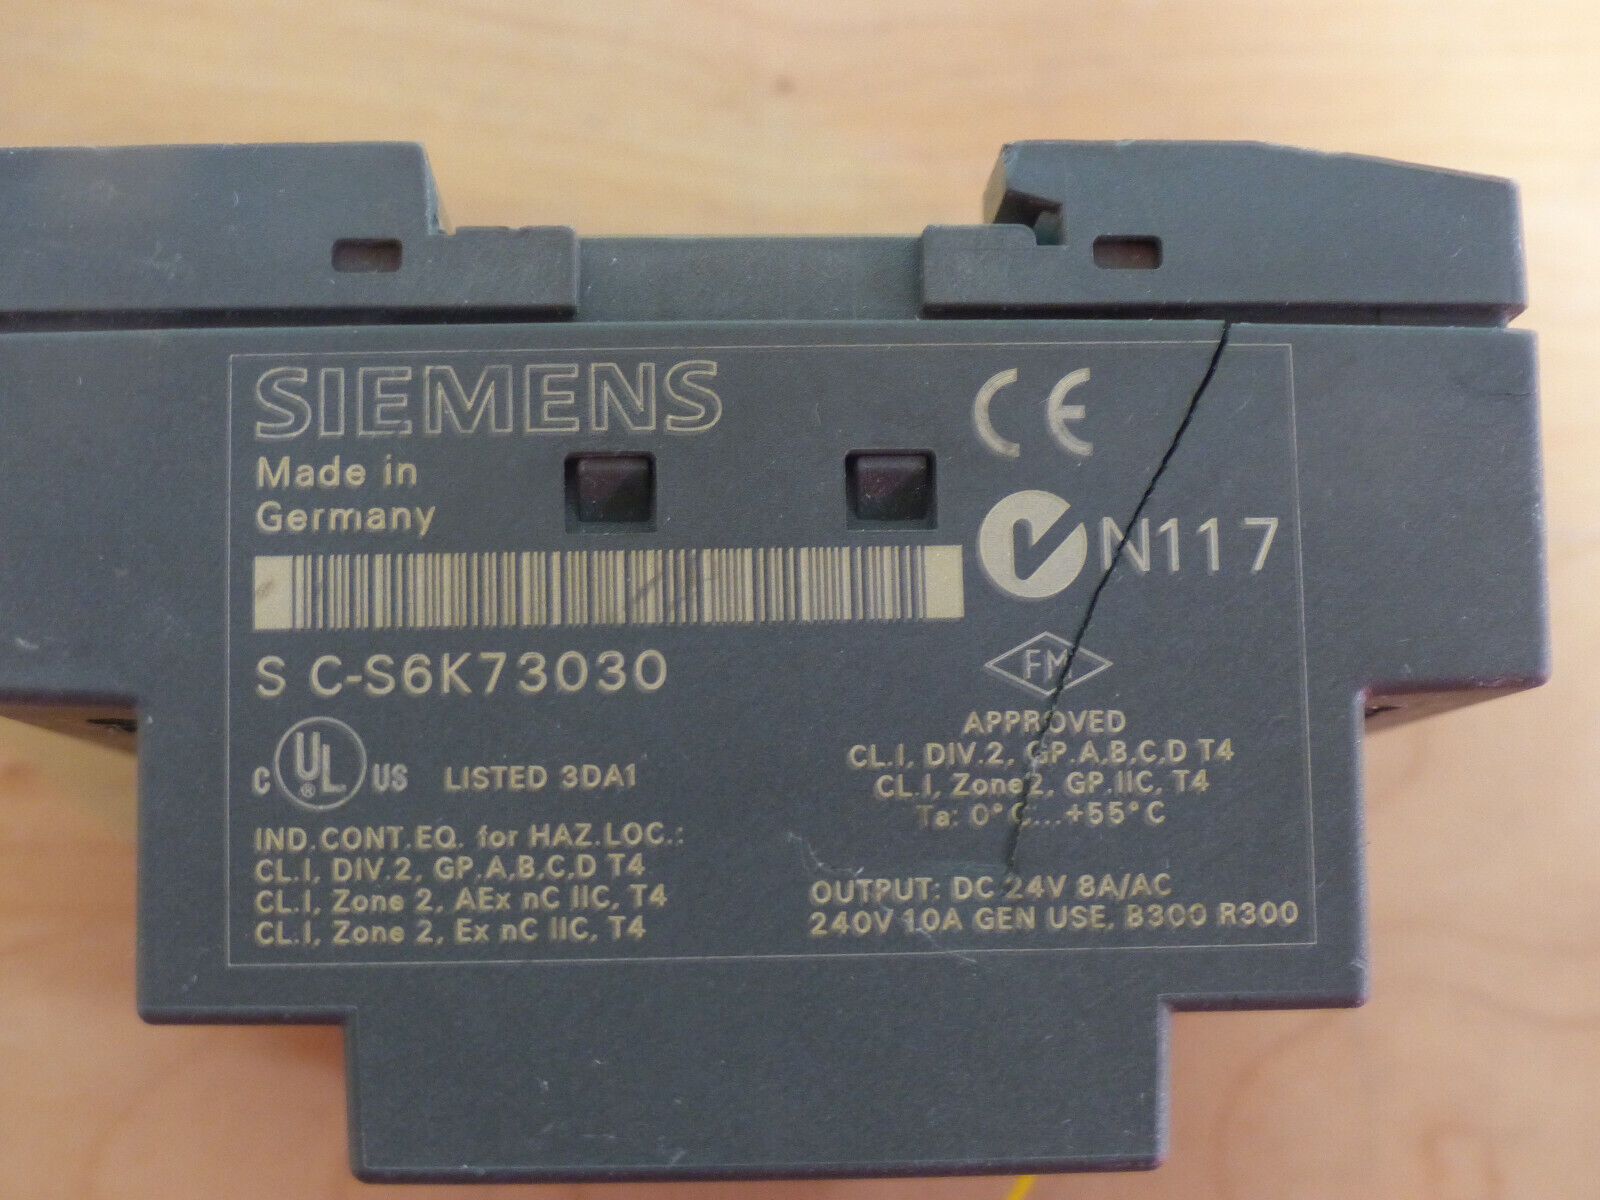 SIEMENS
Made in
Germany
S C-S6K73030
C UL ® US LISTED 3DA1
IND.CONT.EQ. for HAZ.LOC.:
CL.I, DIV.2, GP.A,B,C,D T4
CL.I, Zone 2, AEx nC IIC, T4
CL.I, Zone 2, Ex nC IIC, T4
CE
N117
FM
APPROVED
CL.I, DIV.2, GP.A,B,C,D T4
CL.I, Zone2, GP.IIC, T4
Ta: 0°C...+55°C
OUTPUT: DC 24V 8A/AC
240V 10A GEN USE, B300 R300